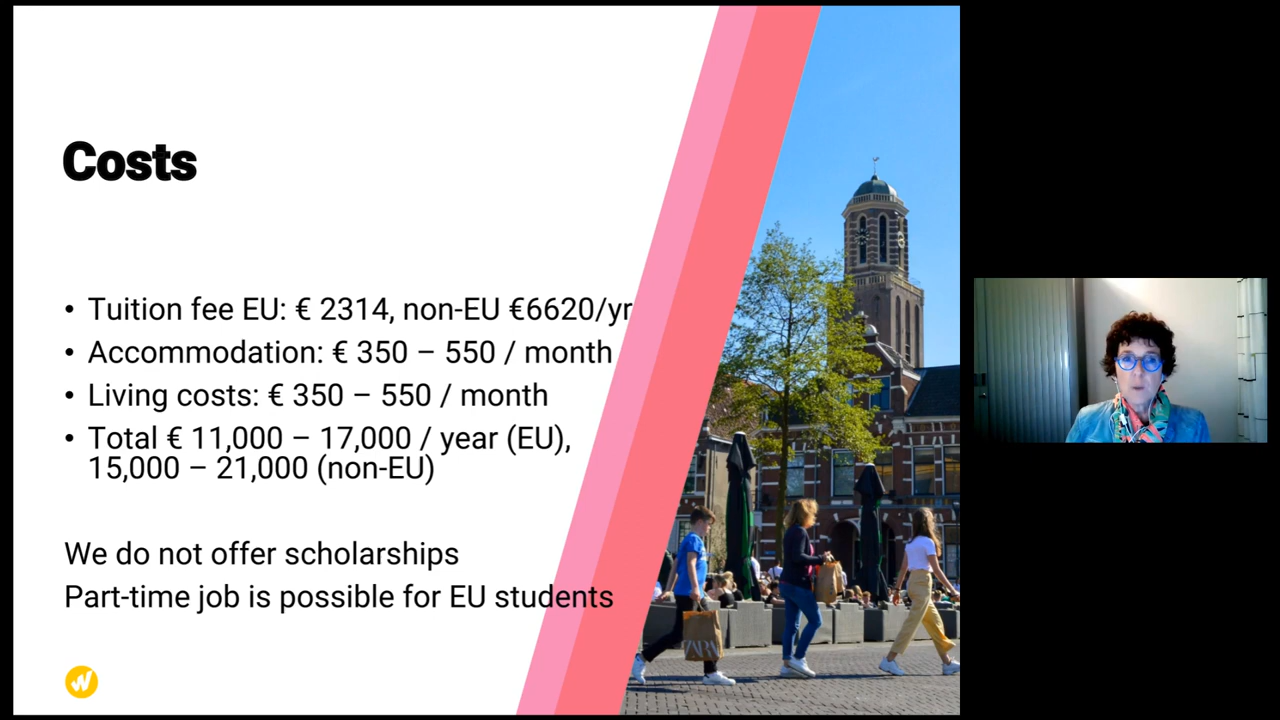 Costs
• Tuition fee EU: € 2314, non-EU €6620/yr
• Accommodation: € 350 – 550 / month
• Living costs: € 350 – 550 / month
• Total € 11,000 – 17,000 / year (EU),
15,000 – 21,000 (non-EU)
We do not offer scholarships
Part-time job is possible for EU students